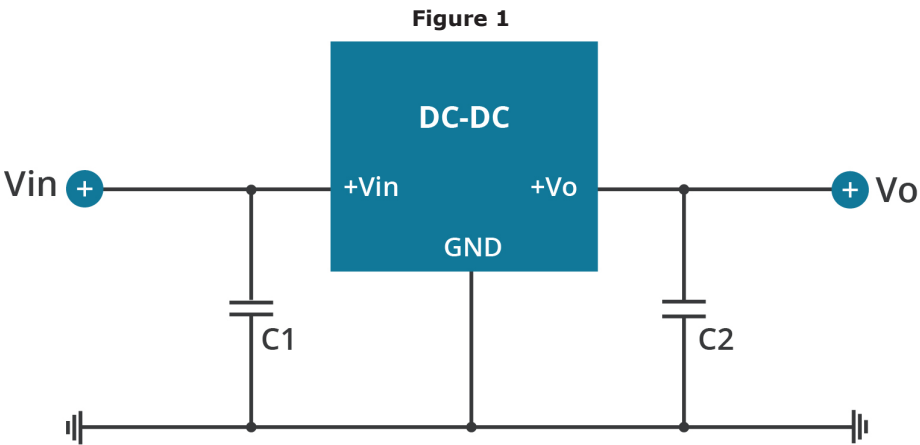 Figure 1
DC-DC
Vin + +Vin +Vo + Vo
GND
C1 C2